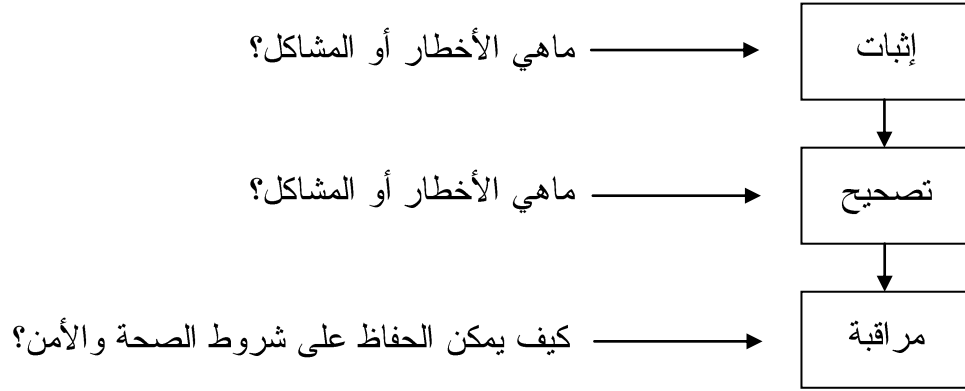 إثبات
ماهي الأخطار أو المشاكل؟
تصحيح
ماهي الأخطار أو المشاكل؟
مراقبة
كيف يمكن الحفاظ على شروط الصحة والأمن؟